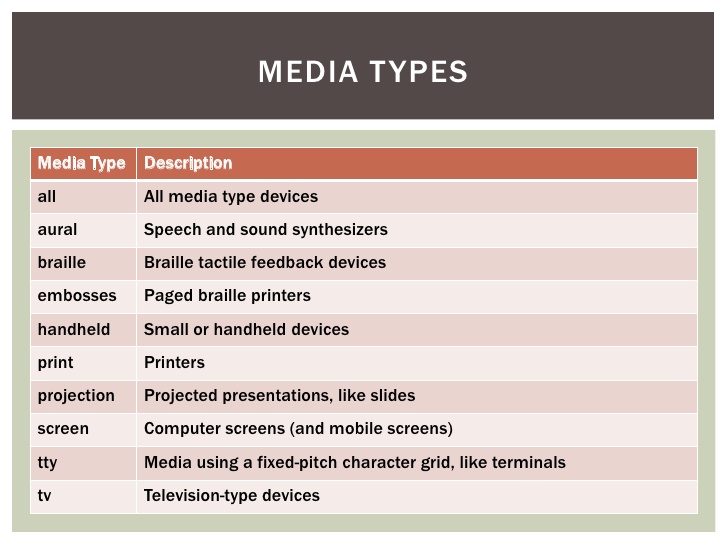 MEDIA TYPES
Media Type Description
all All media type devices
aural Speech and sound synthesizers
braille Braille tactile feedback devices
embosses Paged braille printers
handheld Small or handheld devices
print Printers
projection Projected presentations, like slides
screen Computer screens (and mobile screens)
tty Media using a fixed-pitch character grid, like terminals
tv Television-type devices